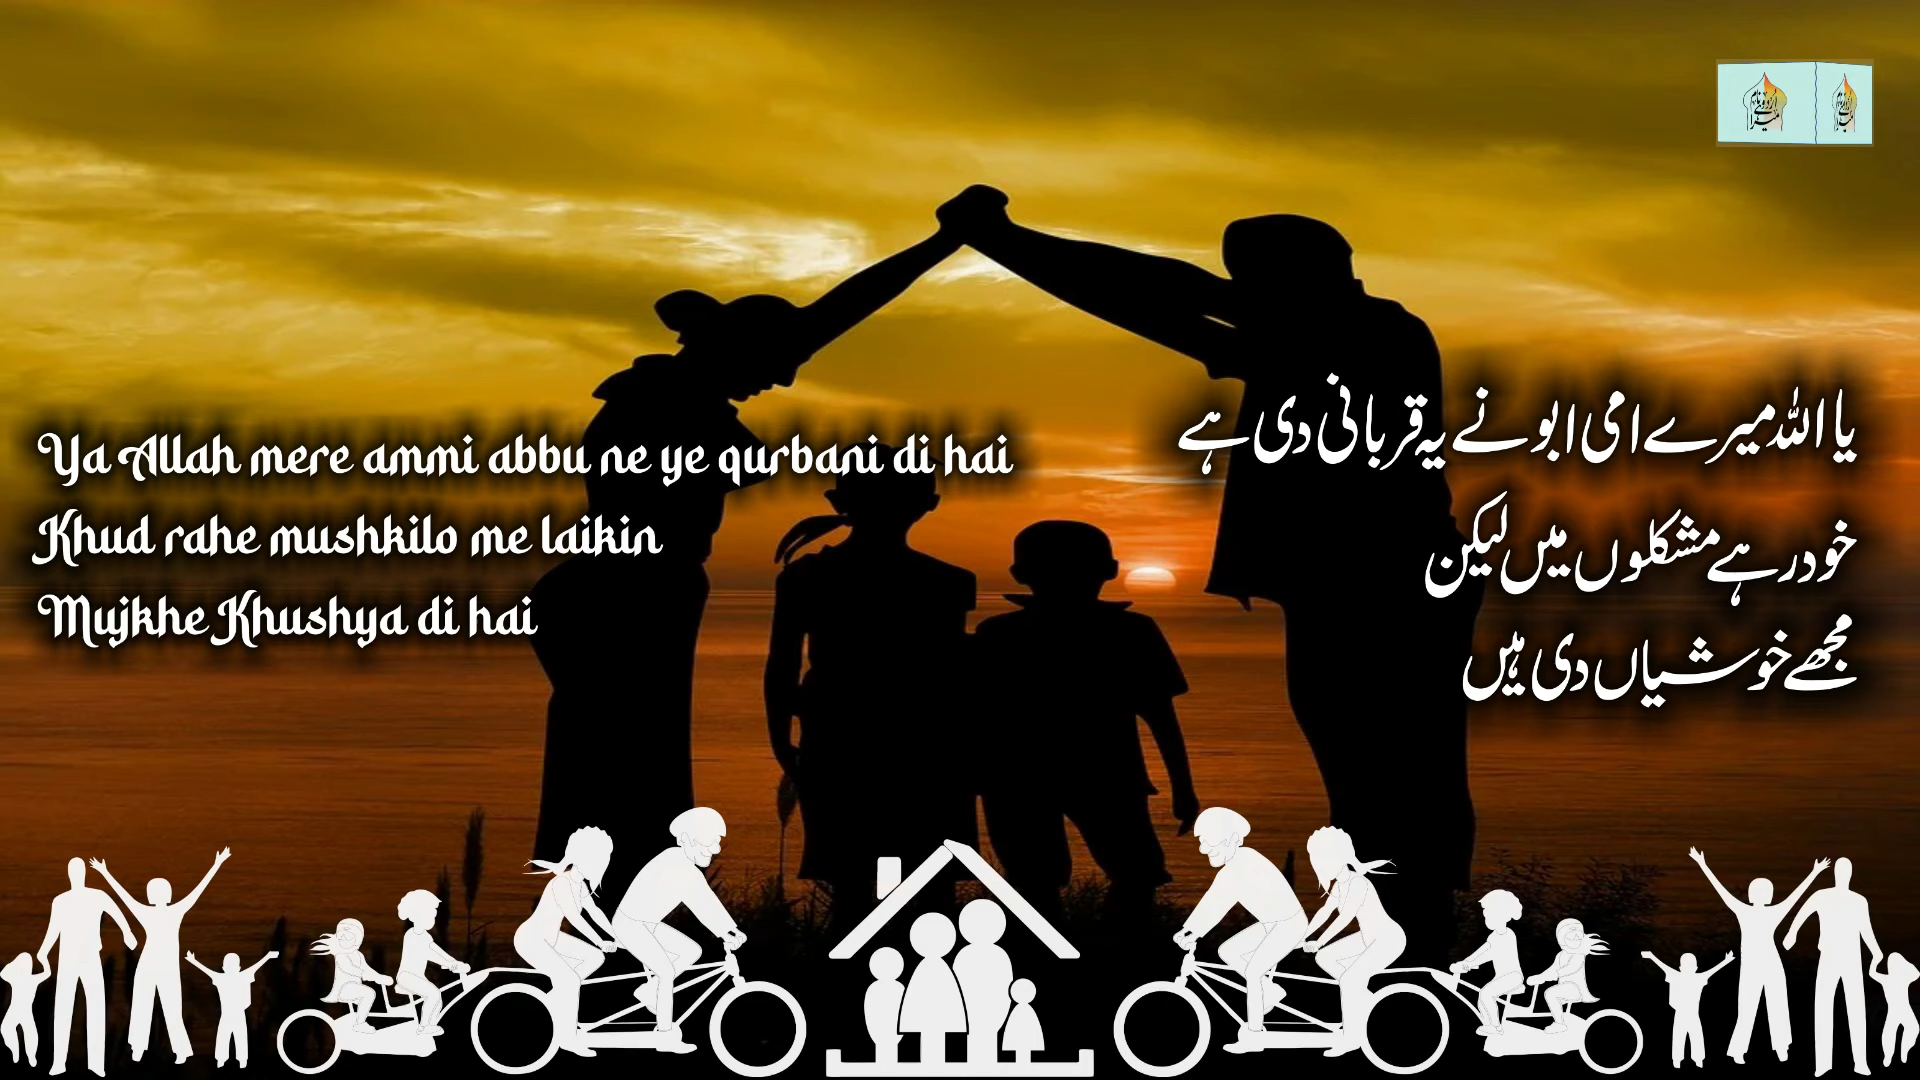 Ya Allah mere ammi abbu ne ye qurbani di hai
Khud rahe mushkilo me laikin
Mujkhe Khushya di hai
یا اللہ میرے امی ابو نے یہ قربانی دی ہے
خود رہے مشکلوں میں لیکن
مجھے خوشیاں دی ہیں